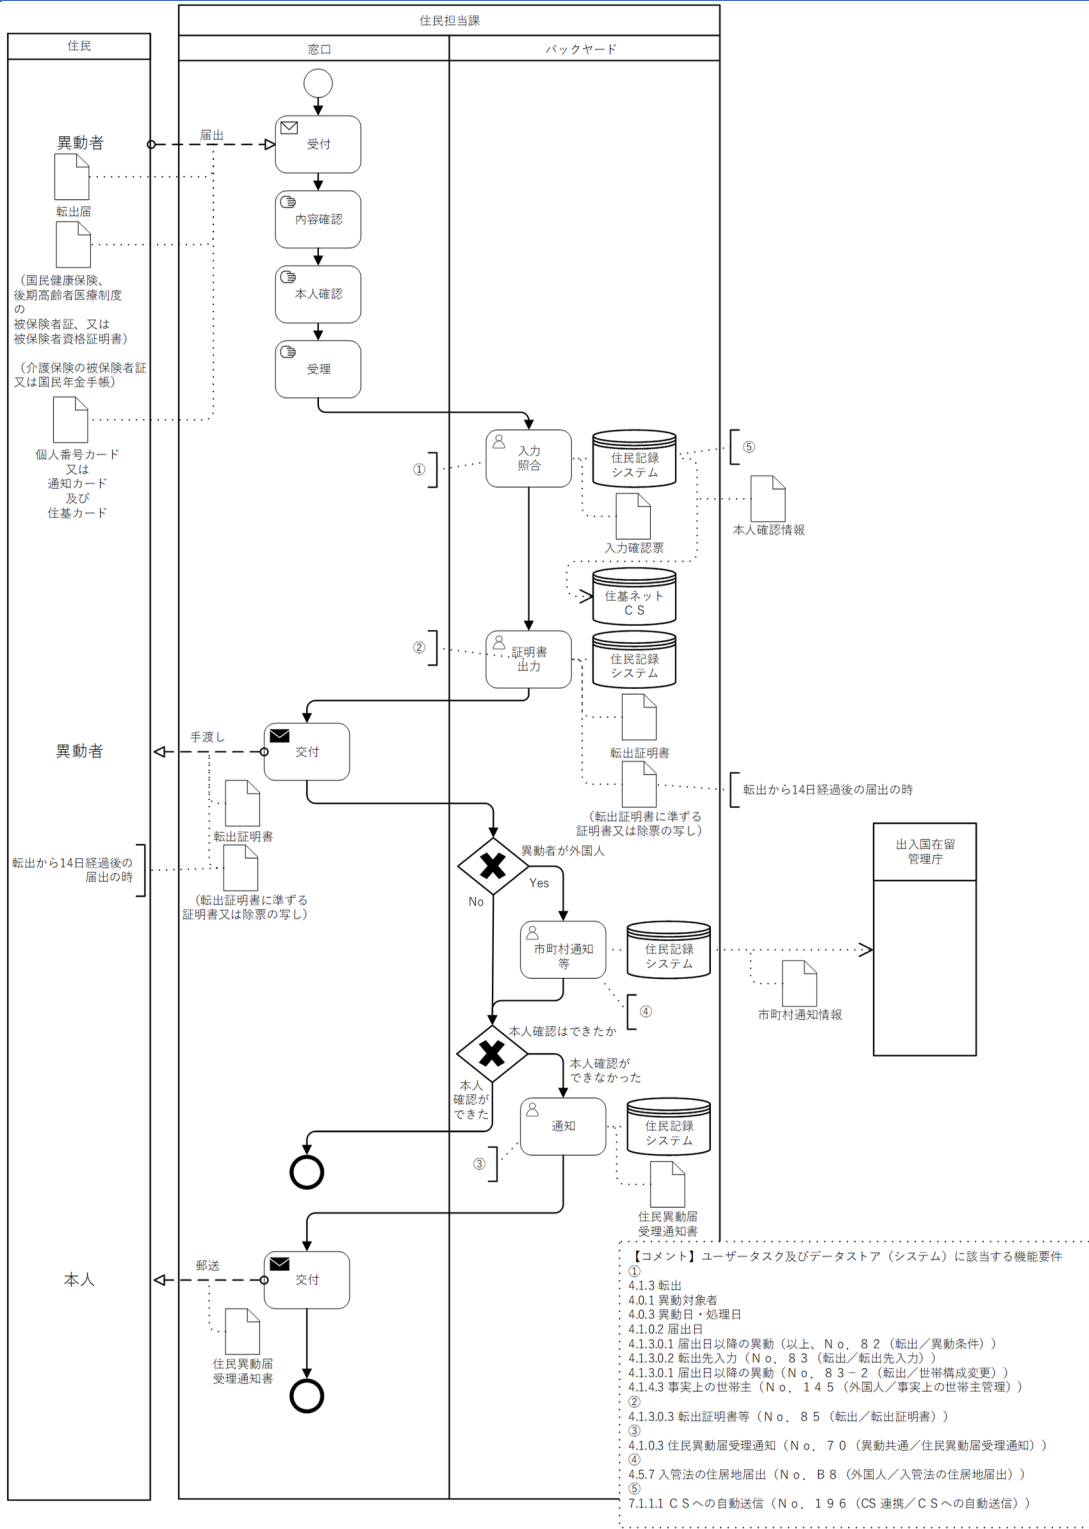 住民担当課
住民
窓口
バックヤード
異動者
届出
受付
転出届
内容確認
（国民健康保険、
後期高齢者医療制度
の
被保険者証、又は
被保険者資格証明書）
（介護保険の被保険者証
又は国民年金手帳）
本人確認
受理
個人番号カード
又は
通知カード
及び
住基カード
①
入力
照合
住民記録
システム
⑤
本人確認情報
入力確認票
住基ネット
ＣＳ
②
証明書
出力
住民記録
システム
転出証明書
異動者
手渡し
交付
転出証明書
（転出証明書に準ずる
証明書又は除票の写し）
転出から14日経過後の届出の時
転出から14日経過後の
届出の時
（転出証明書に準ずる
証明書又は除票の写し）
異動者が外国人
Yes
No
出入国在留
管理庁
市町村通知
等
住民記録
システム
市町村通知情報
④
本人確認はできたか
本人確認が
できなかった
本人
確認が
できた
通知
住民記録
システム
③
住民異動届
受理通知書
本人
郵送
交付
住民異動届
受理通知書
【コメント】ユーザータスク及びデータストア（システム）に該当する機能要件
①
4.1.3 転出
4.0.1 異動対象者
4.0.3 異動日・処理日
4.1.0.2 届出日
4.1.3.0.1 届出日以降の異動（以上、Ｎｏ．８２（転出／異動条件））
4.1.3.0.2 転出先入力（Ｎｏ．８３（転出／転出先入力））
4.1.3.0.1 届出日以降の異動（Ｎｏ．８３－２（転出／世帯構成変更））
4.1.4.3 事実上の世帯主（Ｎｏ．１４５（外国人／事実上の世帯主管理））
②
4.1.3.0.3 転出証明書等（Ｎｏ．８５（転出／転出証明書））
③
4.1.0.3 住民異動届受理通知（Ｎｏ．７０（異動共通／住民異動届受理通知））
④
4.5.7 入管法の住居地届出（Ｎｏ．Ｂ８（外国人／入管法の住居地届出））
⑤
7.1.1.1 ＣＳへの自動送信（Ｎｏ．１９６（CS 連携／ＣＳへの自動送信））